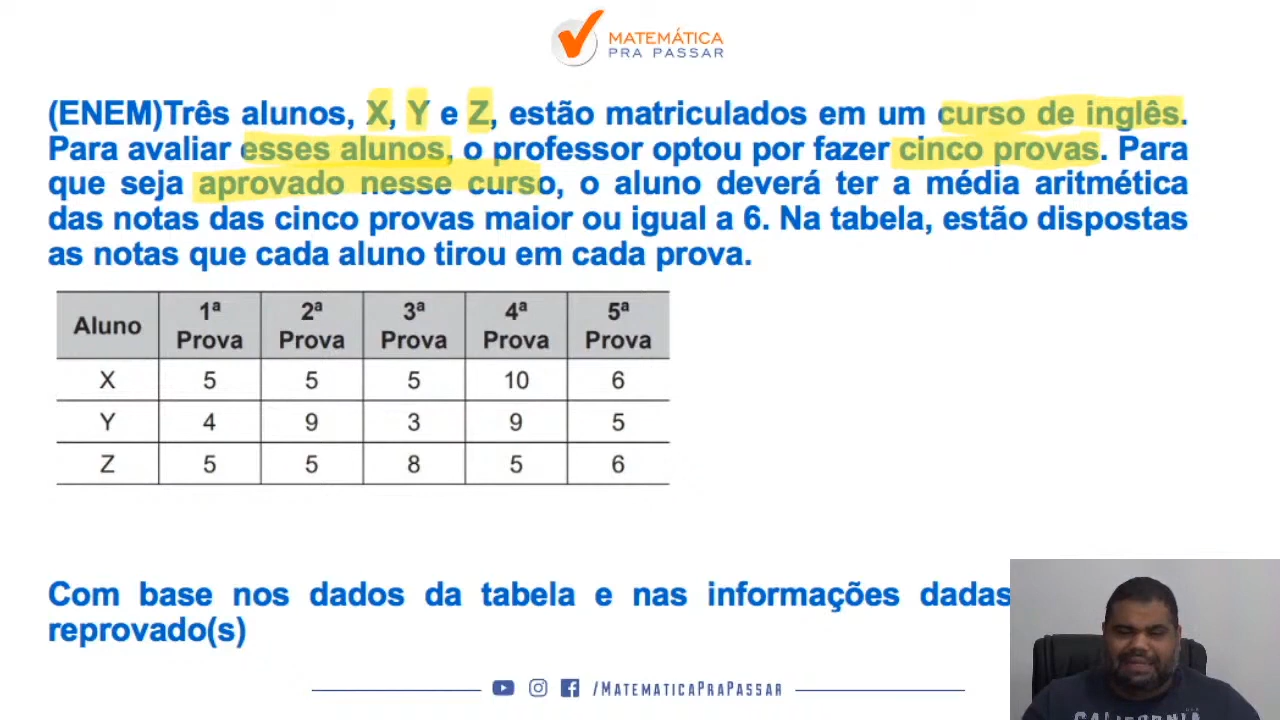 MATEMÁTICA
PRA PASSAR
(ENEM)Três alunos, X, Y e Z, estão matriculados em um curso de inglês.
Para avaliar esses alunos, o professor optou por fazer cinco provas. Para
que seja aprovado nesse curso, o aluno deverá ter a média aritmética
das notas das cinco provas maior ou igual a 6. Na tabela, estão dispostas
as notas que cada aluno tirou em cada prova.
Aluno 1ª Prova 2ª Prova 3ª Prova 4ª Prova 5ª Prova
X 5 5 5 10 6
Y 4 9 3 9 5
Z 5 5 8 5 6
Com base nos dados da tabela e nas informações dadas
reprovado(s)
/MATEMATICAPRAPASSAR
CALIFORNIA